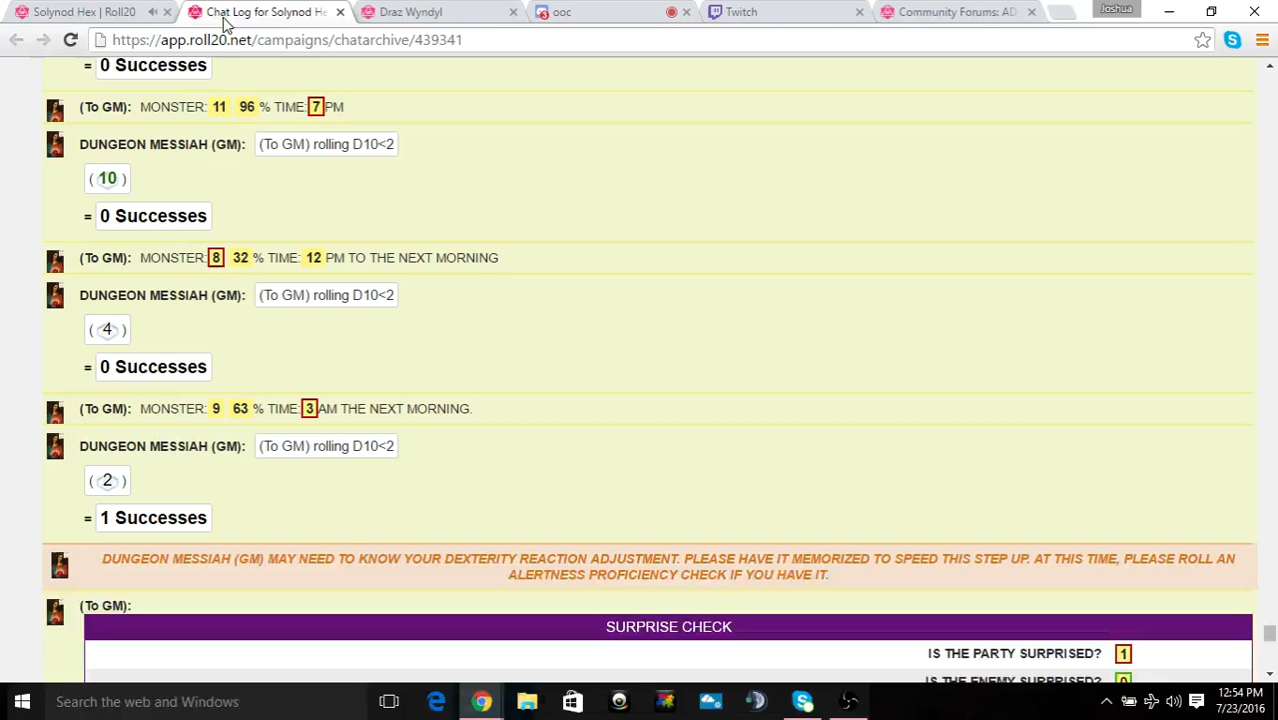 Solynod Hex | Roll20
Chat Log for Solynod He
Draz Wyndyl
ooc
Twitch
Community Forums: AD
Joshua
https://app.roll20.net/campaigns/chatarchive/439341
= 0 Successes
(To GM): MONSTER: 11 96 % TIME: 7 PM
DUNGEON MESSIAH (GM): (To GM) rolling D10<2
(10)
= 0 Successes
(To GM): MONSTER: 8 32 % TIME: 12 PM TO THE NEXT MORNING
DUNGEON MESSIAH (GM): (To GM) rolling D10<2
(4)
= 0 Successes
(To GM): MONSTER: 9 63 % TIME: 3 AM THE NEXT MORNING.
DUNGEON MESSIAH (GM): (To GM) rolling D10<2
(2)
= 1 Successes
DUNGEON MESSIAH (GM) MAY NEED TO KNOW YOUR DEXTERITY REACTION ADJUSTMENT. PLEASE HAVE IT MEMORIZED TO SPEED THIS STEP UP. AT THIS TIME, PLEASE ROLL AN
ALERTNESS PROFICIENCY CHECK IF YOU HAVE IT.
(To GM):
SURPRISE CHECK
IS THE PARTY SURPRISED? 1
IS THE ENEMY SURPRISED? 0
Search the web and Windows
12:54 PM
7/23/2016